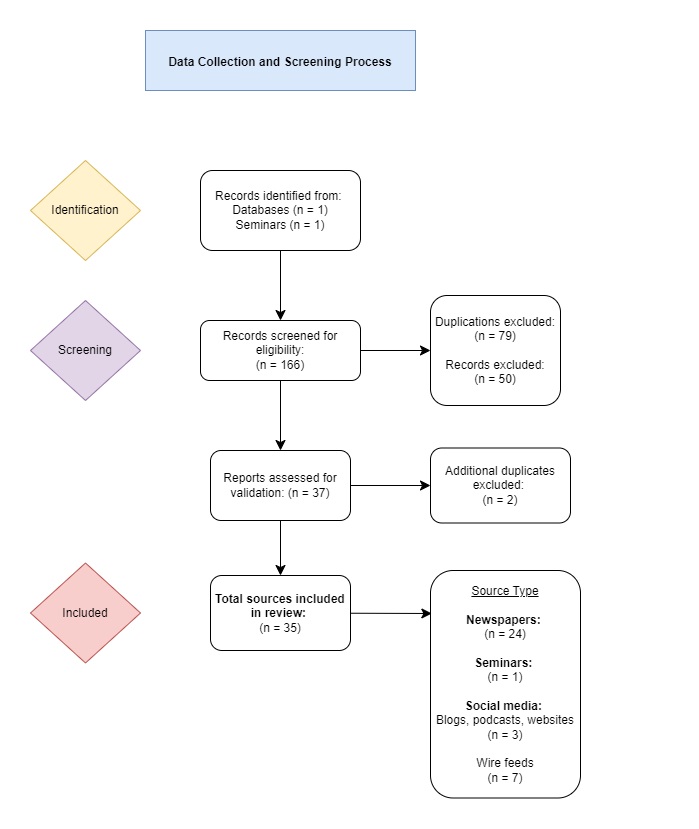 Data Collection and Screening Process
Identification
Records identified from:
Databases (n = 1)
Seminars (n = 1)
Screening
Records screened for
eligibility:
(n = 166)
Duplications excluded:
(n = 79)
Records excluded:
(n = 50)
Reports assessed for
validation: (n = 37)
Additional duplicates
excluded:
(n = 2)
Included
Total sources included
in review:
(n = 35)
Source Type
Newspapers:
(n = 24)
Seminars:
(n = 1)
Social media:
Blogs, podcasts, websites
(n = 3)
Wire feeds
(n = 7)